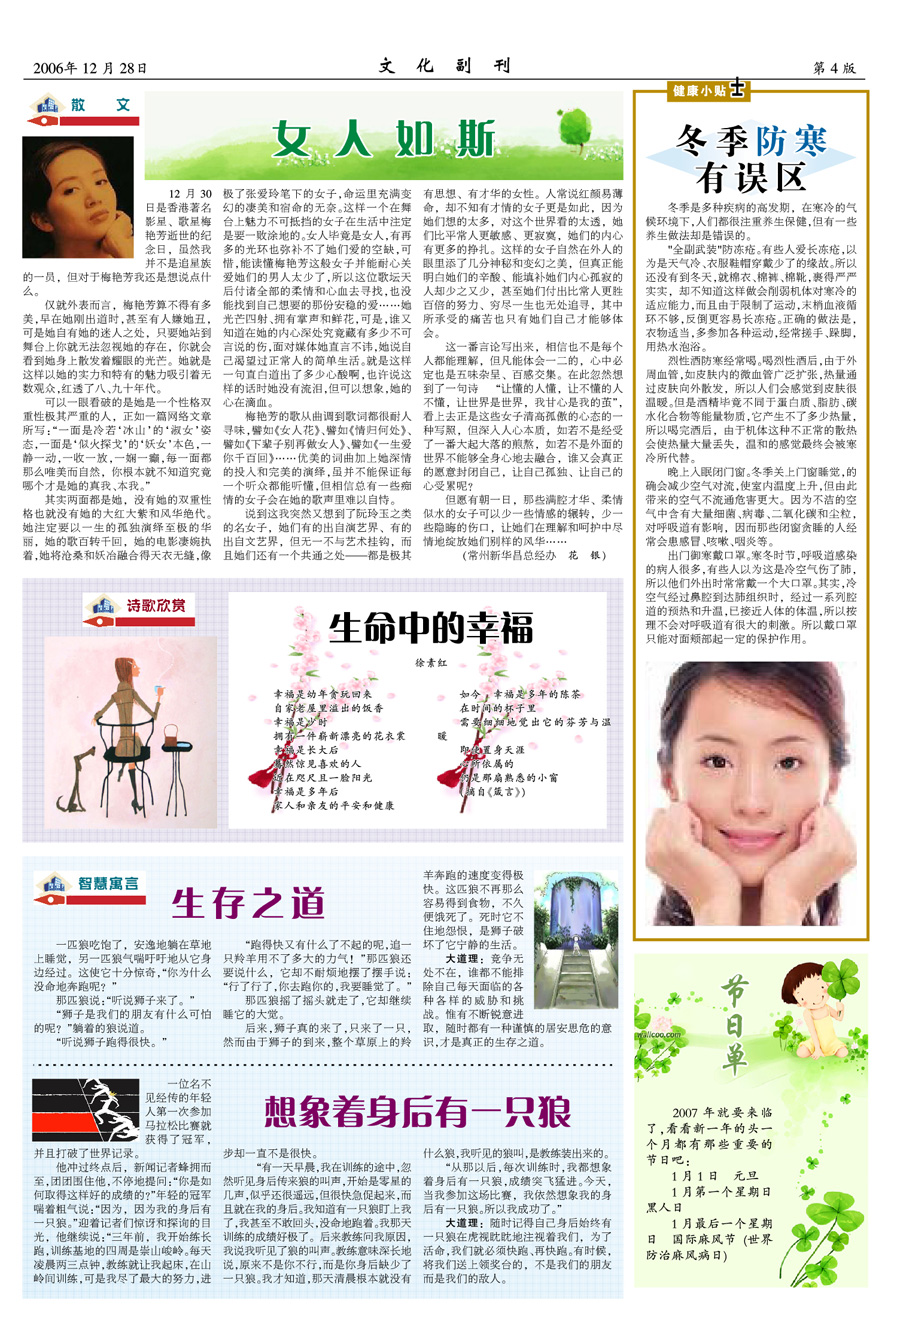 2006年 12 月 28日
文 化 副 刊
第 4 版
散 文
女 人 如 斯
12 月 30
日是香港著名
影星、歌星梅
艳芳逝世的纪
念日，虽然我
并不是追星族
的一员，但对于梅艳芳我还是想说点什
么。
仅就外表而言，梅艳芳算不得有多
美，早在她刚出道时，甚至有人嫌她丑，
可是她自有她的迷人之处，只要她站到
舞台上你就无法忽视她的存在，你就会
看到她身上散发着耀眼的光芒。她就是
这样以她的实力和特有的魅力吸引着无
数观众，红透了八、九十年代。
可以一眼看破的是她是一个性格双
重性极其严重的人，正如一篇网络文章
所写：“一面是冷若‘冰山’的‘淑女’姿
态，一面是‘似火探戈’的‘妖女’本色，一
静一动，一收一放，一娴一癫，每一面都
那么唯美而自然，你根本就不知道究竟
哪个才是她的真我、本我。”
其实两面都是她，没有她的双重性
格也就没有她的大红大紫和风华绝代。
她注定要以一生的孤独演绎至极的华
丽，她的歌百转千回，她的电影凄婉执
着，她将沧桑和妖冶融合得天衣无缝，像
极了张爱玲笔下的女子，命运里充满变
幻的凄美和宿命的无奈。这样一个在舞
台上魅力不可抵挡的女子在生活中注定
是要一败涂地的。女人毕竟是女人，有再
多的光环也弥补不了她们爱的空缺，可
惜，能读懂梅艳芳这般女子并能耐心关
爱她们的男人太少了，所以这位歌坛天
后付诸全部的柔情和心血去寻找，也没
能找到自己想要的那份安稳的爱……她
光芒四射、拥有掌声和鲜花，可是，谁又
知道在她的内心深处究竟藏有多少不可
言说的伤，面对媒体她直言不讳，她说自
己渴望过正常人的简单生活。就是这样
一句直白道出了多少心酸啊，也许说这
样的话时她没有流泪，但可以想象，她的
心在滴血。
梅艳芳的歌从曲调到歌词都很耐人
寻味，譬如《女人花》、譬如《情归何处》、
譬如《下辈子别再做女人》、譬如《一生爱
你千百回》……优美的词曲加上她深情
的投入和完美的演绎，虽并不能保证每
一个听众都能听懂，但相信总有一些痴
情的女子会在她的歌声里难以自恃。
说到这我突然又想到了阮玲玉之类
的名女子，她们有的出自演艺界、有的
出自文艺界，但无一不与艺术挂钩，而
且她们还有一个共通之处——都是极其
有思想、有才华的女性。人常说红颜易薄
命，却不知有才情的女子更是如此，因为
她们想的太多，对这个世界看的太透，她
们比平常人更敏感、更寂寞，她们的内心
有更多的挣扎。这样的女子自然在外人的
眼里添了几分神秘和变幻之美，但真正能
明白她们的辛酸、能填补她们内心孤寂的
人却少之又少，甚至她们付出比常人更胜
百倍的努力、穷尽一生也无处追寻，其中
所承受的痛苦也只有她们自己才能够体
会。
这一番言论写出来，相信也不是每个
人都能理解，但凡能体会一二的，心中必
定也是五味杂呈、百感交集。在此忽然想
到了一句诗　“让懂的人懂，让不懂的人
不懂，让世界是世界，我甘心是我的茧”，
看上去正是这些女子清高孤傲的心态的一
种写照，但深入人心本质，如若不是经受
了一番大起大落的煎熬，如若不是外面的
世界不能够全身心地去融合，谁又会真正
的愿意封闭自己，让自己孤独、让自己的
心受累呢？
但愿有朝一日，那些满腔才华、柔情
似水的女子可以少一些情感的辗转，少一
些隐晦的伤口，让她们在理解和呵护中尽
情地绽放她们别样的风华……
（常州新华昌总经办　花　银）
健康小贴士
冬季防寒
有误区
冬季是多种疾病的高发期，在寒冷的气
候环境下，人们都很注重养生保健，但有一些
养生做法却是错误的。
“全副武装”防冻疮。有些人爱长冻疮，以
为是天气冷、衣服鞋帽穿戴少了的缘故。所以
还没有到冬天，就棉衣、棉裤、棉靴，裹得严严
实实，却不知道这样做会削弱机体对寒冷的
适应能力，而且由于限制了运动，末梢血液循
环不够，反倒更容易长冻疮。正确的做法是，
衣物适当，多参加各种运动，经常搓手、跺脚，
用热水泡浴。
烈性酒防寒经常喝。喝烈性酒后，由于外
周血管，如皮肤内的微血管广泛扩张，热量通
过皮肤向外散发，所以人们会感觉到皮肤很
温暖。但是酒精毕竟不同于蛋白质、脂肪、碳
水化合物等能量物质，它产生不了多少热量，
所以喝完酒后，由于机体这种不正常的散热
会使热量大量丢失，温和的感觉最终会被寒
冷所代替。
晚上入眠闭门窗。冬季关上门窗睡觉，的
确会减少空气对流，使室内温度上升，但由此
带来的空气不流通危害更大。因为不洁的空
气中含有大量细菌、病毒、二氧化碳和尘粒，
对呼吸道有影响，因而那些闭窗贪睡的人经
常会患感冒、咳嗽、咽炎等。
出门御寒戴口罩。寒冬时节，呼吸道感染
的病人很多，有些人以为这是冷空气伤了肺，
所以他们外出时常常戴一个大口罩。其实，冷
空气经过鼻腔到达肺组织时，经过一系列腔
道的预热和升温，已接近人体的体温，所以按
理不会对呼吸道有很大的刺激。所以戴口罩
只能对面颊部起一定的保护作用。
诗歌欣赏
生命中的幸福
徐素红
幸福是幼年贪玩回来
自家老屋里溢出的饭香
幸福是少时
拥有一件崭新漂亮的花衣裳
幸福是长大后
蓦然惊见喜欢的人
近在咫尺且一脸阳光
幸福是多年后
家人和亲友的平安和健康
如今，幸福是多年的陈茶
在时间的杯子里
需要细细地觉出它的芬芳与温
暖
即使置身天涯
心所依属的
仍是那扇熟悉的小窗
（摘自《箴言》）
智慧寓言
生存之道
一匹狼吃饱了，安逸地躺在草地
上睡觉，另一匹狼气喘吁吁地从它身
边经过。这使它十分惊奇，“你为什么
没命地奔跑呢？”
那匹狼说：“听说狮子来了。”
“狮子是我们的朋友有什么可怕
的呢？”躺着的狼说道。
“听说狮子跑得很快。”
“跑得快又有什么了不起的呢，追一
只羚羊用不了多大的力气！”那匹狼还
要说什么，它却不耐烦地摆了摆手说：
“行了行了，你去跑你的，我要睡觉了。”
那匹狼摇了摇头就走了，它却继续
睡它的大觉。
后来，狮子真的来了，只来了一只，
然而由于狮子的到来，整个草原上的羚
羊奔跑的速度变得极
快。这匹狼不再那么
容易得到食物，不久
便饿死了。死时它不
住地怨恨，是狮子破
坏了它宁静的生活。
大道理：竞争无
处不在，谁都不能排
除自己每天面临的各
种各样的威胁和挑
战。惟有不断锐意进
取，随时都有一种谨慎的居安思危的意
识，才是真正的生存之道。
想象着身后有一只狼
一位名不
见经传的年轻
人第一次参加
马拉松比赛就
获得了冠军，
并且打破了世界记录。
他冲过终点后，新闻记者蜂拥而
至，团团围住他，不停地提问：“你是如
何取得这样好的成绩的？”年轻的冠军
喘着粗气说：“因为，因为我的身后有
一只狼。”迎着记者们惊讶和探询的目
光，他继续说：“三年前，我开始练长
跑，训练基地的四周是崇山峻岭。每天
凌晨两三点钟，教练就让我起床，在山
岭间训练，可是我尽了最大的努力，进
步却一直不是很快。
“有一天早晨，我在训练的途中，忽
然听见身后传来狼的叫声，开始是零星的
几声，似乎还很遥远，但很快急促起来，而
且就在我的身后。我知道有一只狼盯上我
了，我甚至不敢回头，没命地跑着。我那天
训练的成绩好极了。后来教练问我原因，
我说我听见了狼的叫声。教练意味深长地
说，原来不是你不行，而是你身后缺少了
一只狼。我才知道，那天清晨根本就没有
什么狼，我听见的狼叫，是教练装出来的。
“从那以后，每次训练时，我都想象
着身后有一只狼，成绩突飞猛进。今天，
当我参加这场比赛，我依然想象我的身
后有一只狼。所以我成功了。”
大道理：随时记得自己身后始终有
一只狼在虎视眈眈地注视着我们，为了
活命，我们就必须快跑、再快跑。有时候，
将我们送上领奖台的，不是我们的朋友
而是我们的敌人。
节日单
2007 年就要来临
了，看看新一年的头一
个月都有那些重要的
节日吧：
1 月 1 日　元旦
1 月第一个星期日
黑人日
1 月最后一个星期
日　国际麻风节（世界
防治麻风病日）